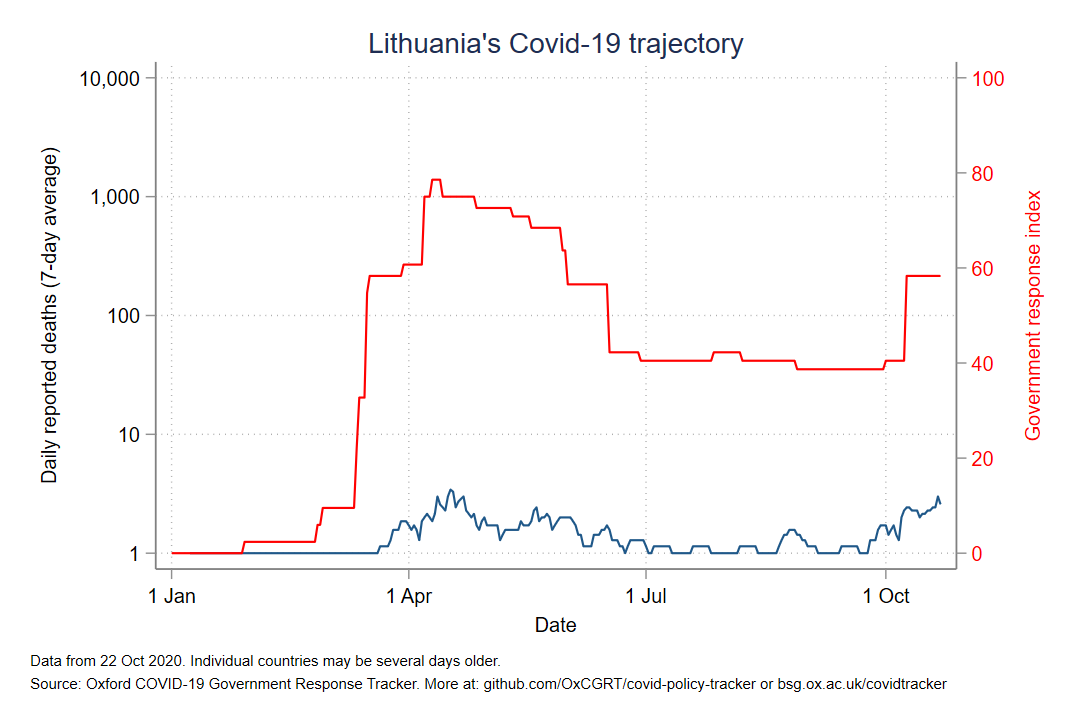 Lithuania's Covid-19 trajectory
10,000
1,000
100
10
1
Daily reported deaths (7-day average)
100
80
60
40
20
0
Government response index
1 Jan
1 Apr
1 Jul
1 Oct
Date
Data from 22 Oct 2020. Individual countries may be several days older.
Source: Oxford COVID-19 Government Response Tracker. More at: github.com/OxCGRT/covid-policy-tracker or bsg.ox.ac.uk/covidtracker